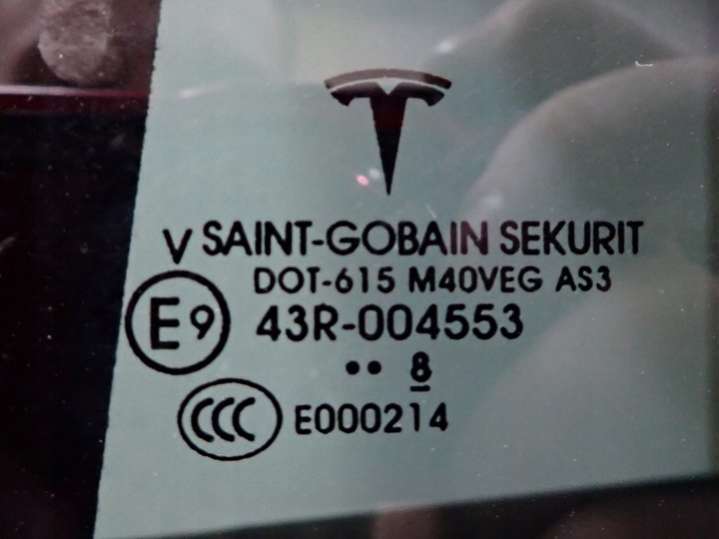 V SAINT-GOBAIN SEKURIT
DOT-615 M40VEG AS3
E9 43R-004553
•• 8
CCC E000214